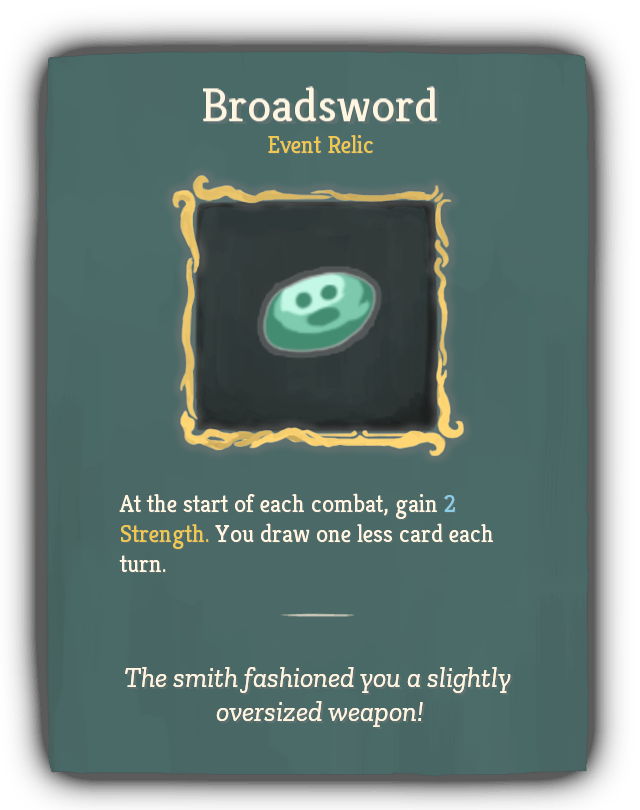 Broadsword
Event Relic
At the start of each combat, gain 2
Strength. You draw one less card each
turn.
The smith fashioned you a slightly
oversized weapon!